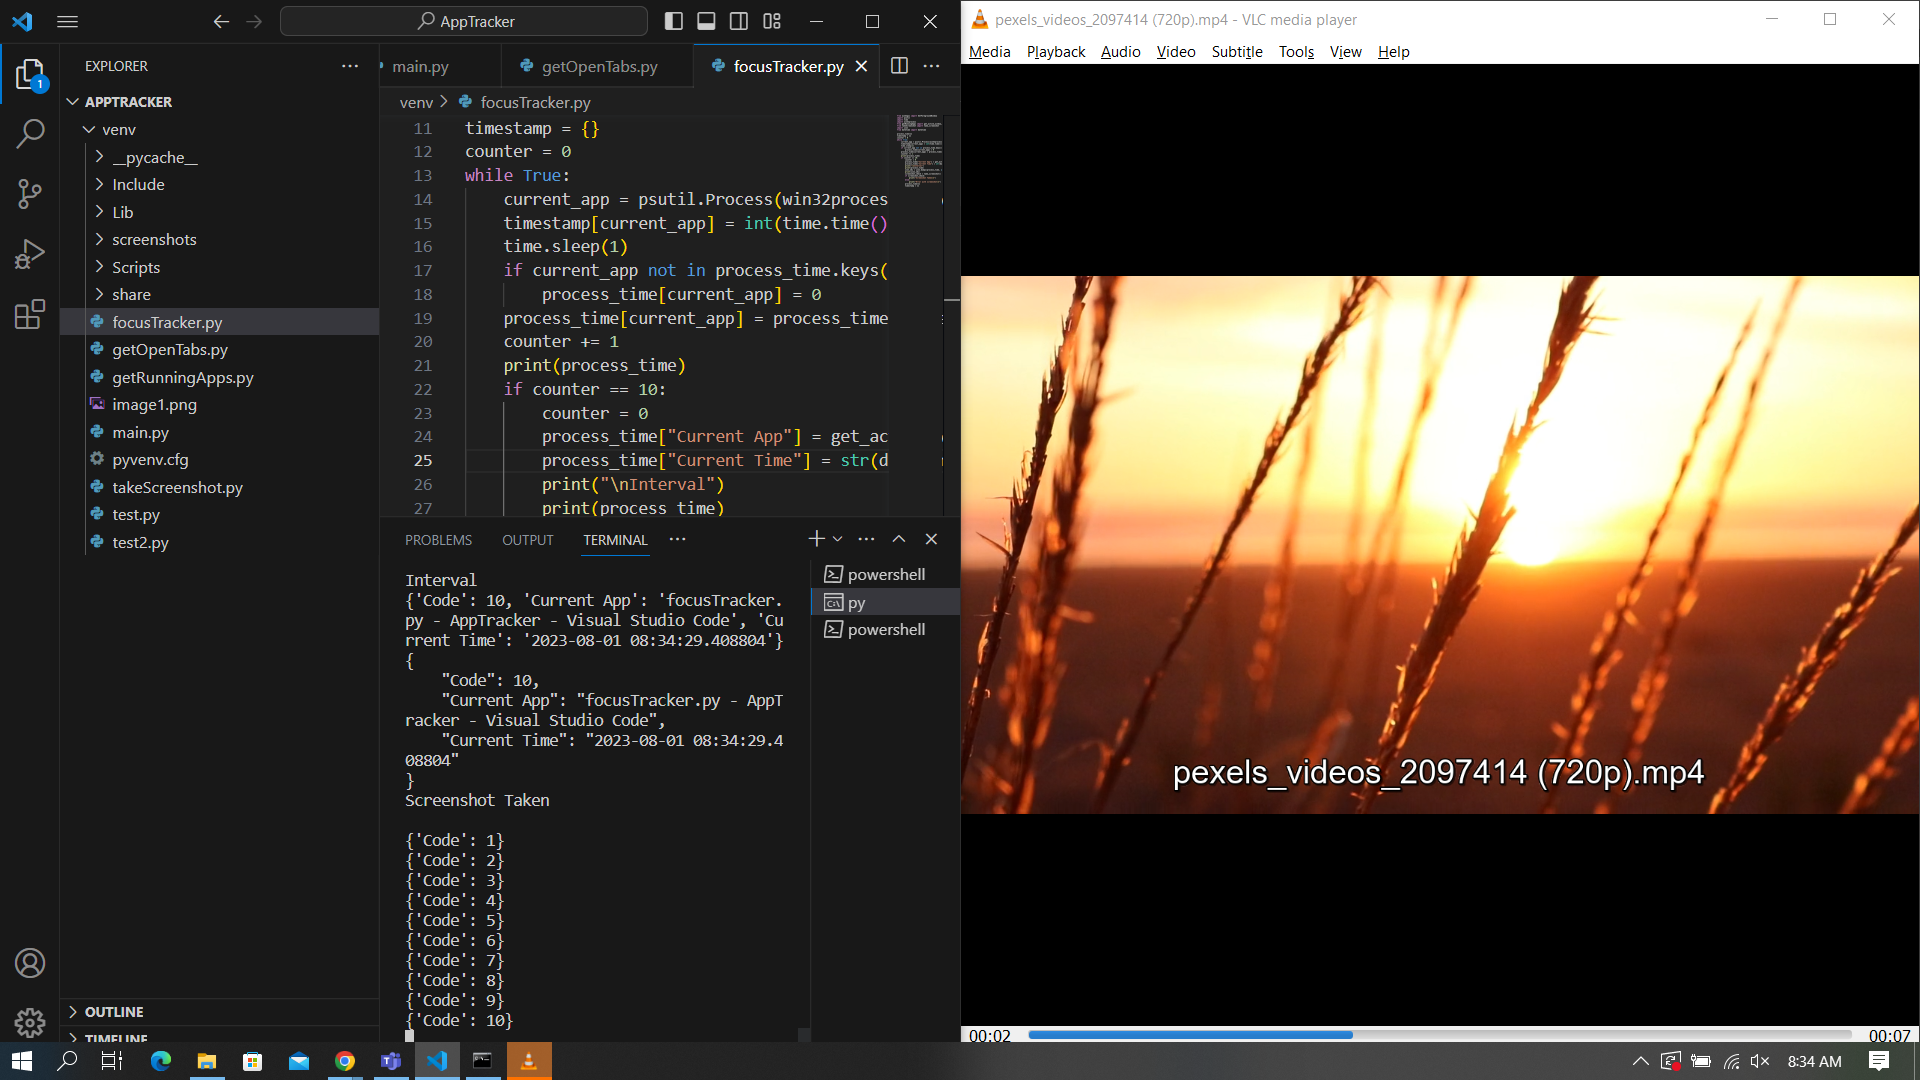 AppTracker
EXPLORER
APPTRACKER
venv
__pycache__
Include
Lib
screenshots
Scripts
share
focusTracker.py
getOpenTabs.py
getRunningApps.py
image1.png
main.py
pyvenv.cfg
takeScreenshot.py
test.py
test2.py
OUTLINE
TIMELINE
1
main.py
getOpenTabs.py
focusTracker.py
venv > focusTracker.py
11 timestamp = {}
12 counter = 0
13 while True:
14 current_app = psutil.Process(win32proces
15 timestamp[current_app] = int(time.time()
16 time.sleep(1)
17 if current_app not in process_time.keys(
18 process_time[current_app] = 0
19 process_time[current_app] = process_time
20 counter += 1
21 print(process_time)
22 if counter == 10:
23 counter = 0
24 process_time["Current App"] = get_ac
25 process_time["Current Time"] = str(d
26 print("\nInterval")
27 print(process_time)
PROBLEMS OUTPUT TERMINAL
Interval
{'Code': 10, 'Current App': 'focusTracker.
py - AppTracker - Visual Studio Code', 'Cu
rrent Time': '2023-08-01 08:34:29.408804'}
{
"Code": 10,
"Current App": "focusTracker.py - AppT
racker - Visual Studio Code",
"Current Time": "2023-08-01 08:34:29.4
08804"
}
Screenshot Taken
{'Code': 1}
{'Code': 2}
{'Code': 3}
{'Code': 4}
{'Code': 5}
{'Code': 6}
{'Code': 7}
{'Code': 8}
{'Code': 9}
{'Code': 10}
powershell
py
powershell
pexels_videos_2097414 (720p).mp4 - VLC media player
Media Playback Audio Video Subtitle Tools View Help
pexels_videos_2097414 (720p).mp4
00:02 00:07
8:34 AM